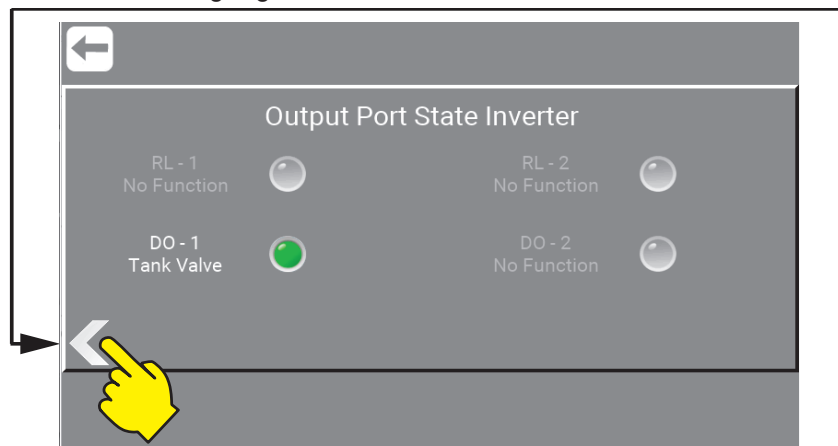 Output Port State Inverter
RL - 1
No Function
RL - 2
No Function
DO - 1
Tank Valve
DO - 2
No Function